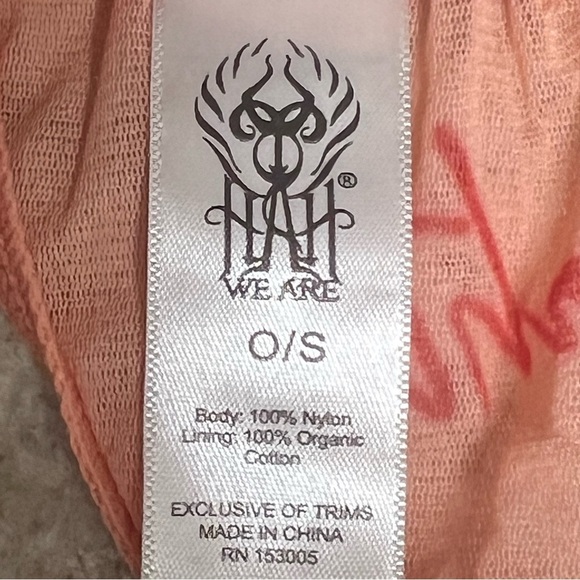 HAH®
WE ARE
O/S
Body: 100% Nylon
Lining: 100% Organic
Cotton
EXCLUSIVE OF TRIMS
MADE IN CHINA
RN 153005